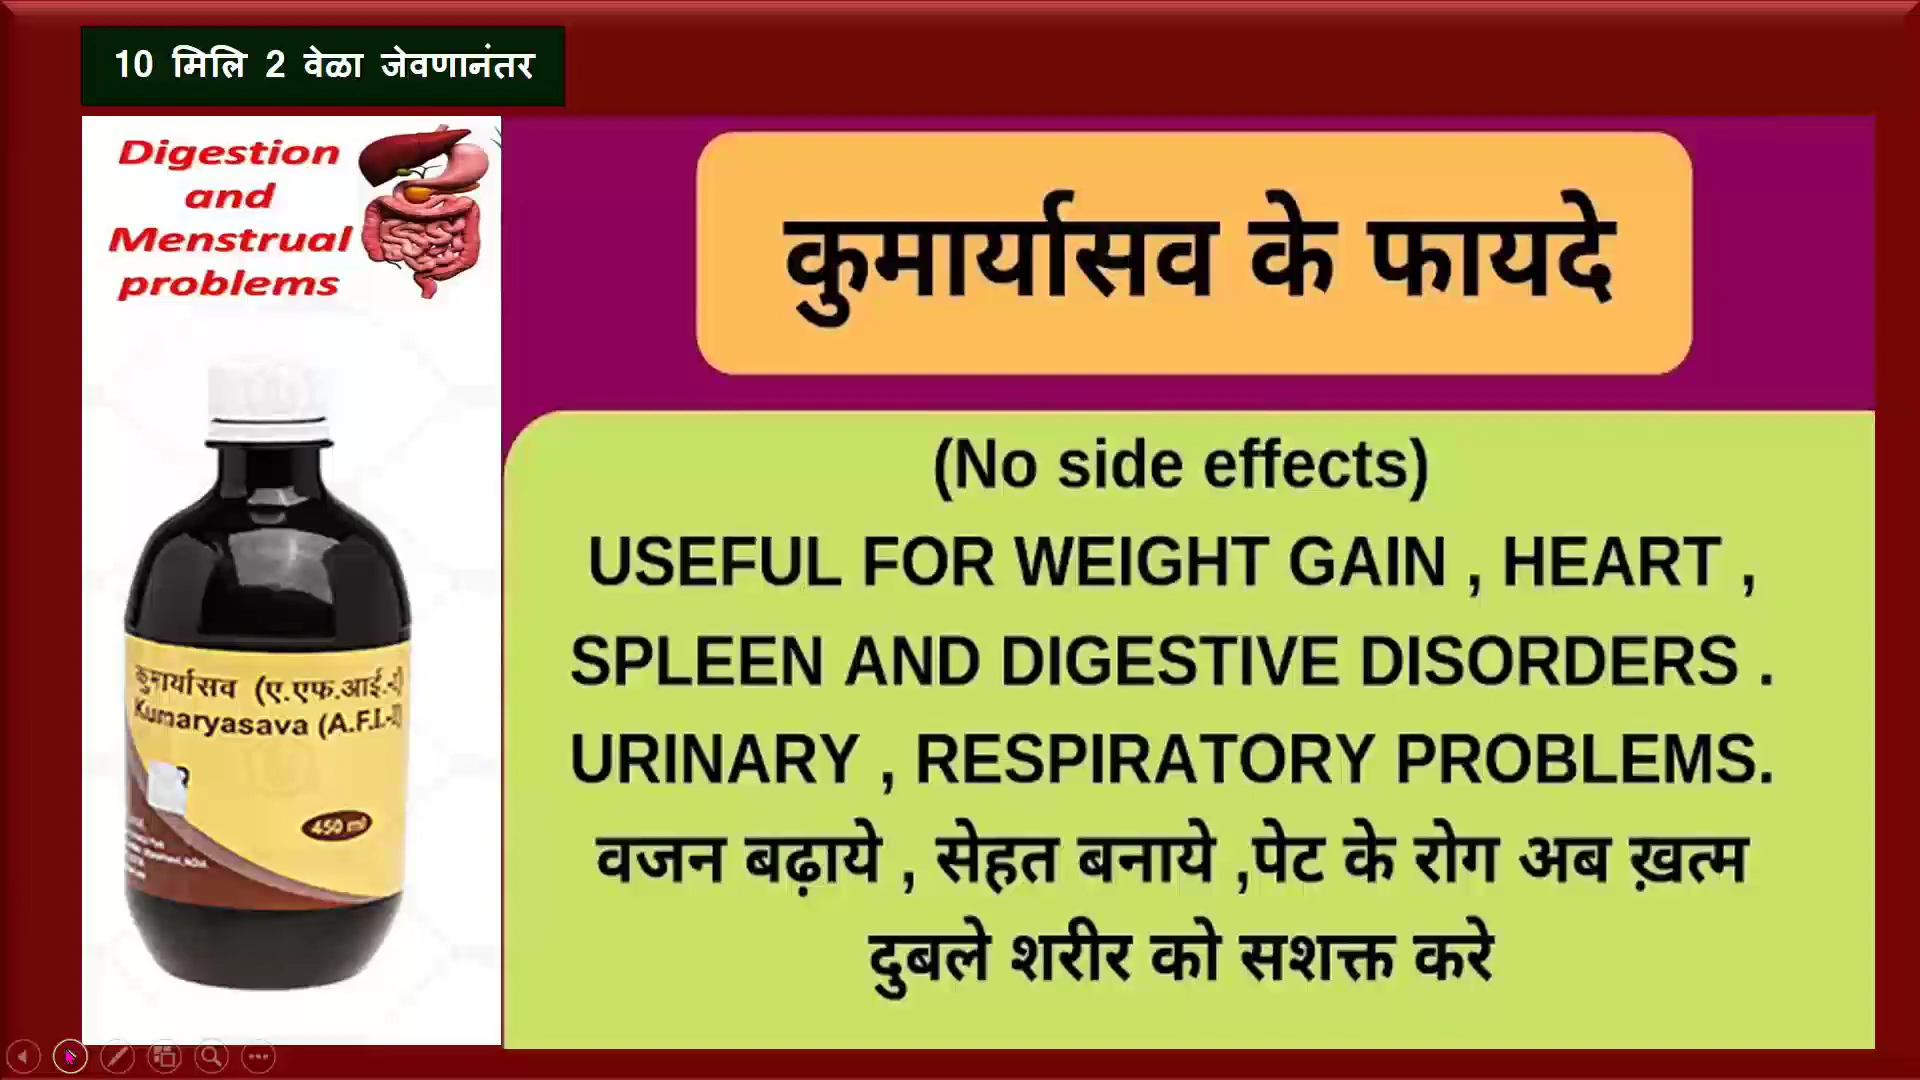 10 मिलि 2 वेळा जेवणानंतर
Digestion
and
Menstrual
problems
कुमार्यासव के फायदे
(No side effects)
USEFUL FOR WEIGHT GAIN , HEART ,
SPLEEN AND DIGESTIVE DISORDERS .
URINARY , RESPIRATORY PROBLEMS.
वजन बढ़ाये , सेहत बनाये ,पेट के रोग अब ख़त्म
दुबले शरीर को सशक्त करे
कुमार्यासव (ए.एफ.आई.
Kumaryasava (A.F.I.
450 ml